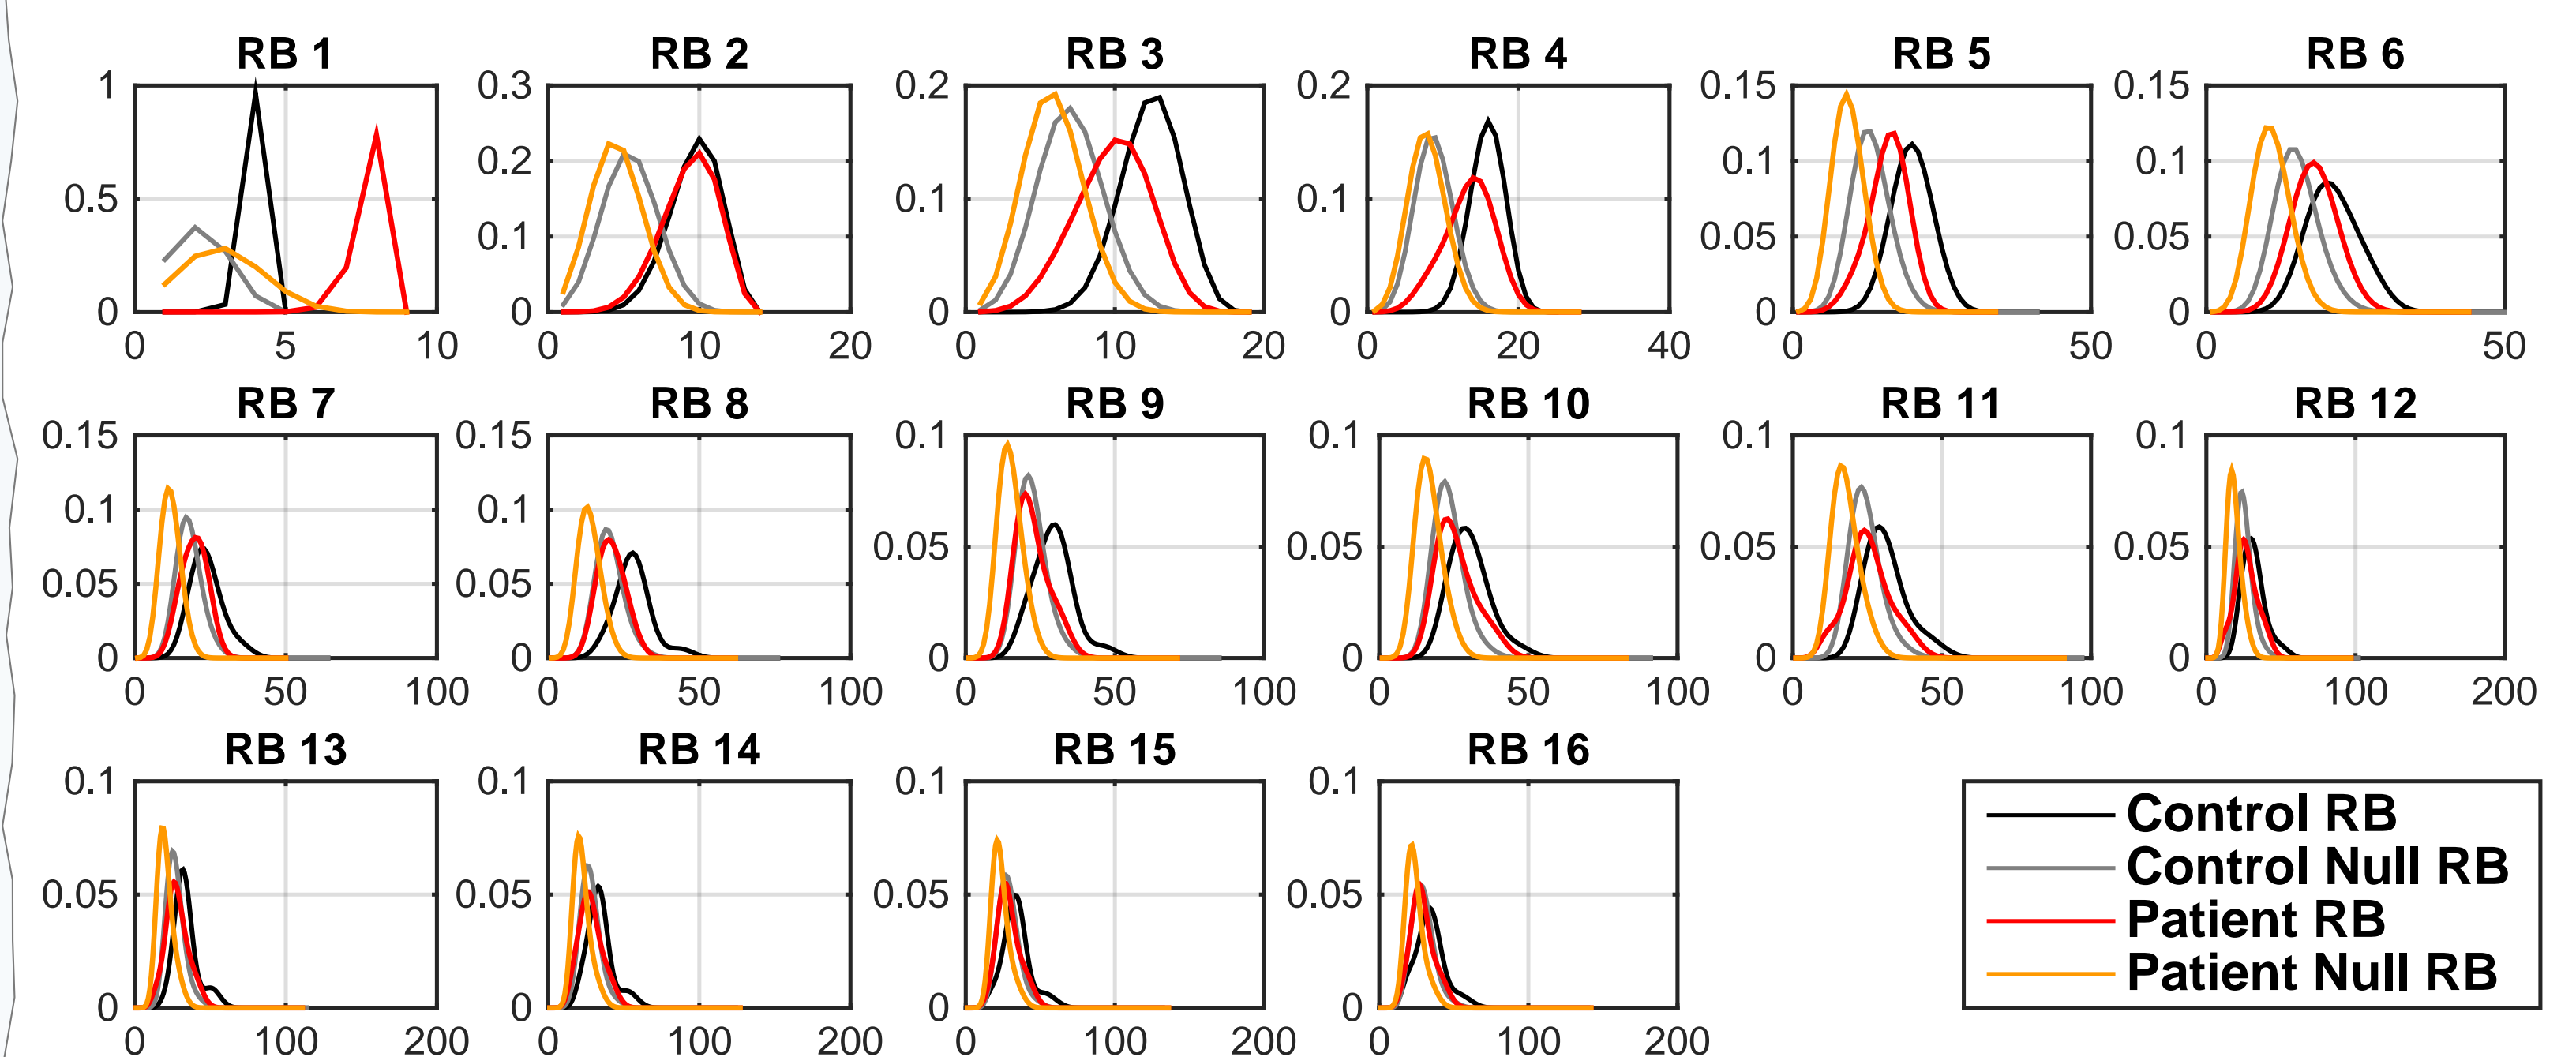 RB 1 RB 2 RB 3 RB 4 RB 5 RB 6
1 0.3 0.2 0.2 0.15 0.15
0.2 0.1 0.1
0.5 0.1 0.1
0.1 0.05 0.05
0 0 0 0 0 0
0 5 10 0 10 20 0 10 20 0 20 40 0 50 0 50
RB 7 RB 8 RB 9 RB 10 RB 11 RB 12
0.15 0.15 0.1 0.1 0.1 0.1
0.1 0.1
0.05 0.05 0.05 0.05
0.05 0.05
0 0 0 0 0 0
0 50 100 0 50 100 0 50 100 0 50 100 0 50 100 0 100 200
RB 13 RB 14 RB 15 RB 16
0.1 0.1 0.1 0.1
0.05 0.05 0.05 0.05
0 0 0 0
0 100 200 0 100 200 0 100 200 0 100 200
Control RB
Control Null RB
Patient RB
Patient Null RB